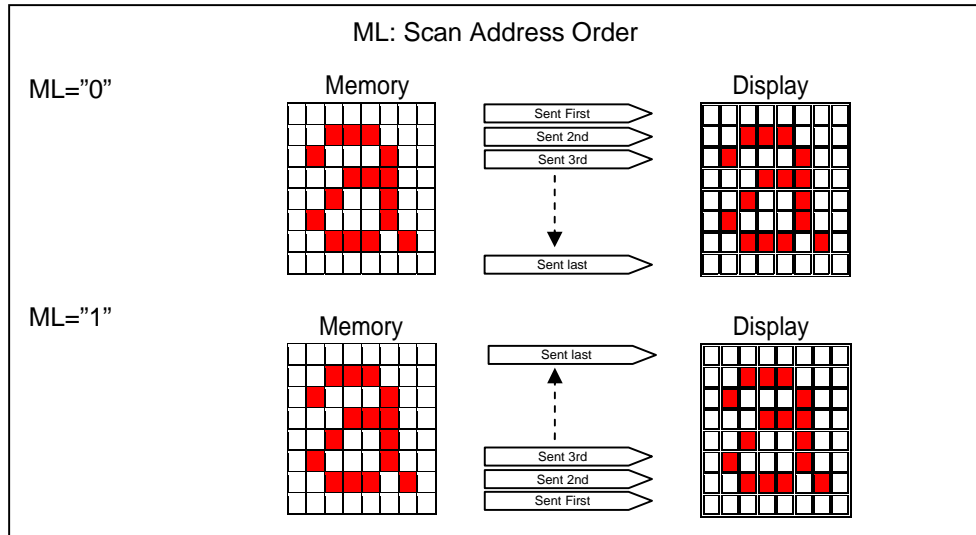 ML: Scan Address Order
ML=”0”
Memory
Display
Sent First
Sent 2nd
Sent 3rd
Sent last
ML=”1”
Memory
Display
Sent last
Sent 3rd
Sent 2nd
Sent First